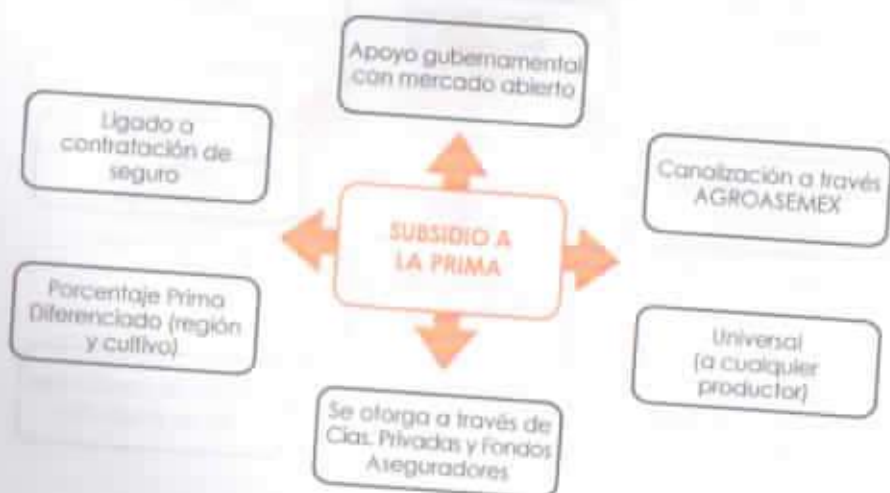 Apoyo gubernamental
con mercado abierto
Ligado a
contratación de
seguro
Canalización a través
AGROASEMEX
SUBSIDIO A
LA PRIMA
Porcentaje Prima
Diferenciado (región
y cultivo)
Universal
(a cualquier
productor)
Se otorga a través de
Cías. Privadas y Fondos
Aseguradores